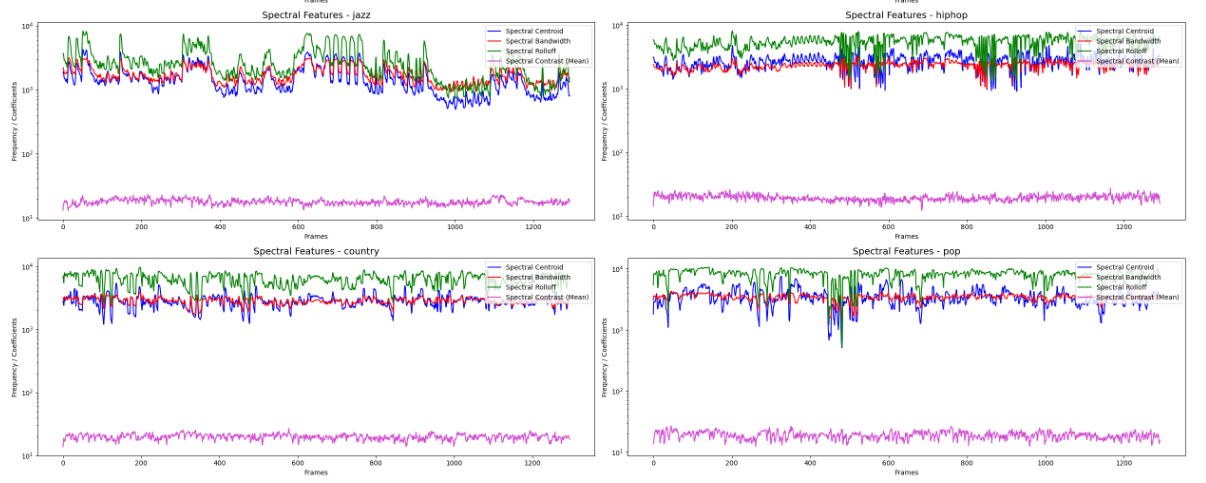 Frames
Frames
Spectral Features - jazz
Spectral Features - hiphop
Spectral Centroid
Spectral Bandwidth
Spectral Rolloff
Spectral Contrast (Mean)
Spectral Centroid
Spectral Bandwidth
Spectral Rolloff
Spectral Contrast (Mean)
Frequency / Coefficients
10⁴
10³
10²
10¹
0 200 400 600 800 1000 1200
Frames
Frequency / Coefficients
10⁴
10³
10²
10¹
0 200 400 600 800 1000 1200
Frames
Spectral Features - country
Spectral Features - pop
Spectral Centroid
Spectral Bandwidth
Spectral Rolloff
Spectral Contrast (Mean)
Spectral Centroid
Spectral Bandwidth
Spectral Rolloff
Spectral Contrast (Mean)
Frequency / Coefficients
10⁴
10³
10²
10¹
0 200 400 600 800 1000 1200
Frames
Frequency / Coefficients
10⁴
10³
10²
10¹
0 200 400 600 800 1000 1200
Frames